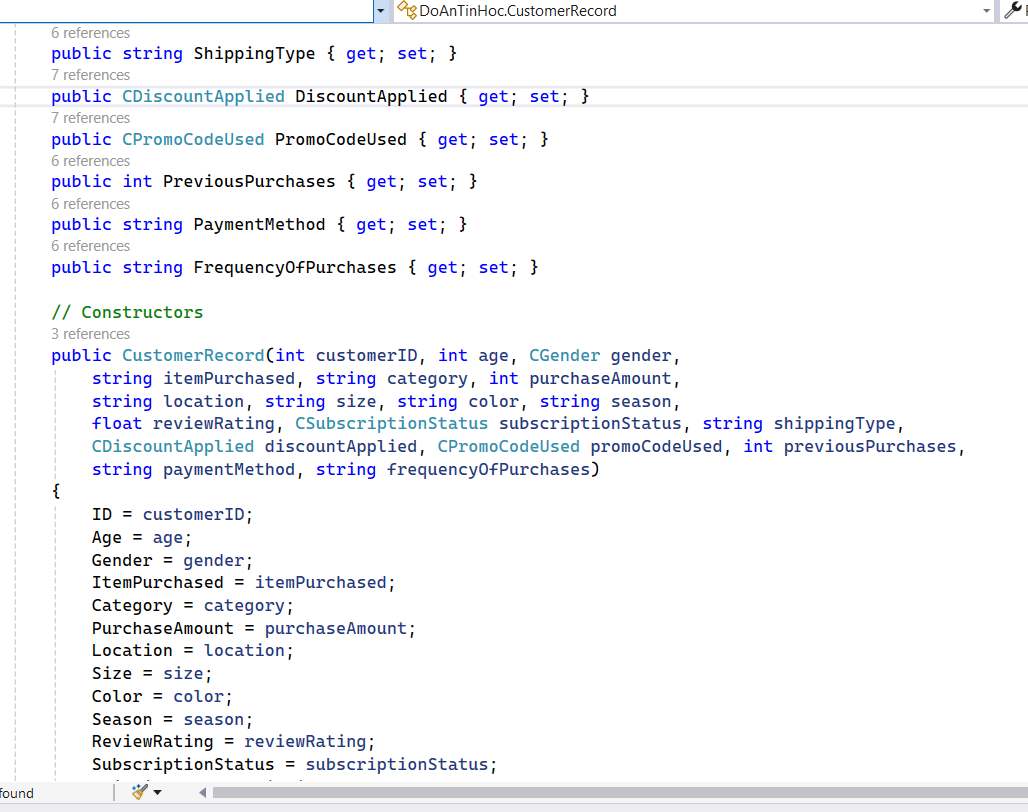 DoAnTinHoc.CustomerRecord
6 references
public string ShippingType { get; set; }
7 references
public CDiscountApplied DiscountApplied { get; set; }
7 references
public CPromoCodeUsed PromoCodeUsed { get; set; }
6 references
public int PreviousPurchases { get; set; }
6 references
public string PaymentMethod { get; set; }
6 references
public string FrequencyOfPurchases { get; set; }
// Constructors
3 references
public CustomerRecord(int customerID, int age, CGender gender,
string itemPurchased, string category, int purchaseAmount,
string location, string size, string color, string season,
float reviewRating, CSubscriptionStatus subscriptionStatus, string shippingType,
CDiscountApplied discountApplied, CPromoCodeUsed promoCodeUsed, int previousPurchases,
string paymentMethod, string frequencyOfPurchases)
{
ID = customerID;
Age = age;
Gender = gender;
ItemPurchased = itemPurchased;
Category = category;
PurchaseAmount = purchaseAmount;
Location = location;
Size = size;
Color = color;
Season = season;
ReviewRating = reviewRating;
SubscriptionStatus = subscriptionStatus;
found